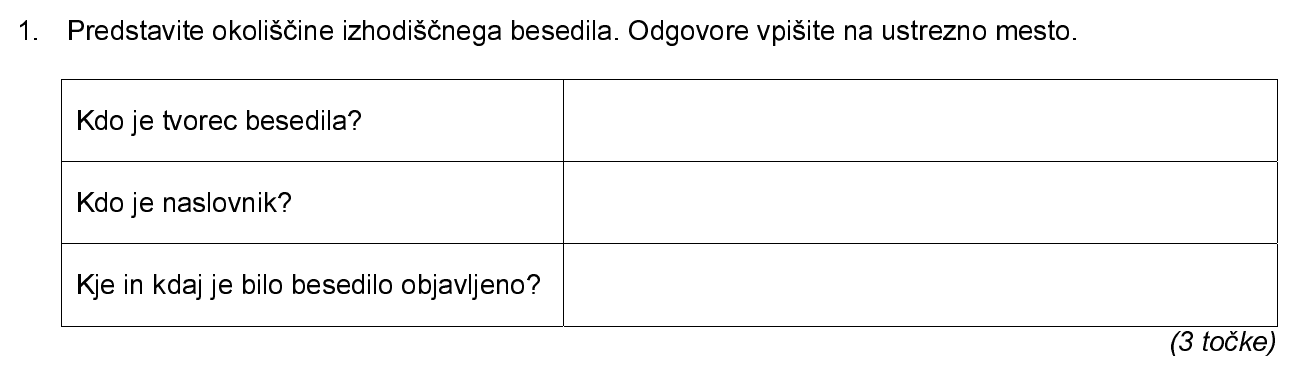 1. Predstavite okoliščine izhodiščnega besedila. Odgovore vpišite na ustrezno mesto.
Kdo je tvorec besedila?
Kdo je naslovnik?
Kje in kdaj je bilo besedilo objavljeno?
(3 točke)